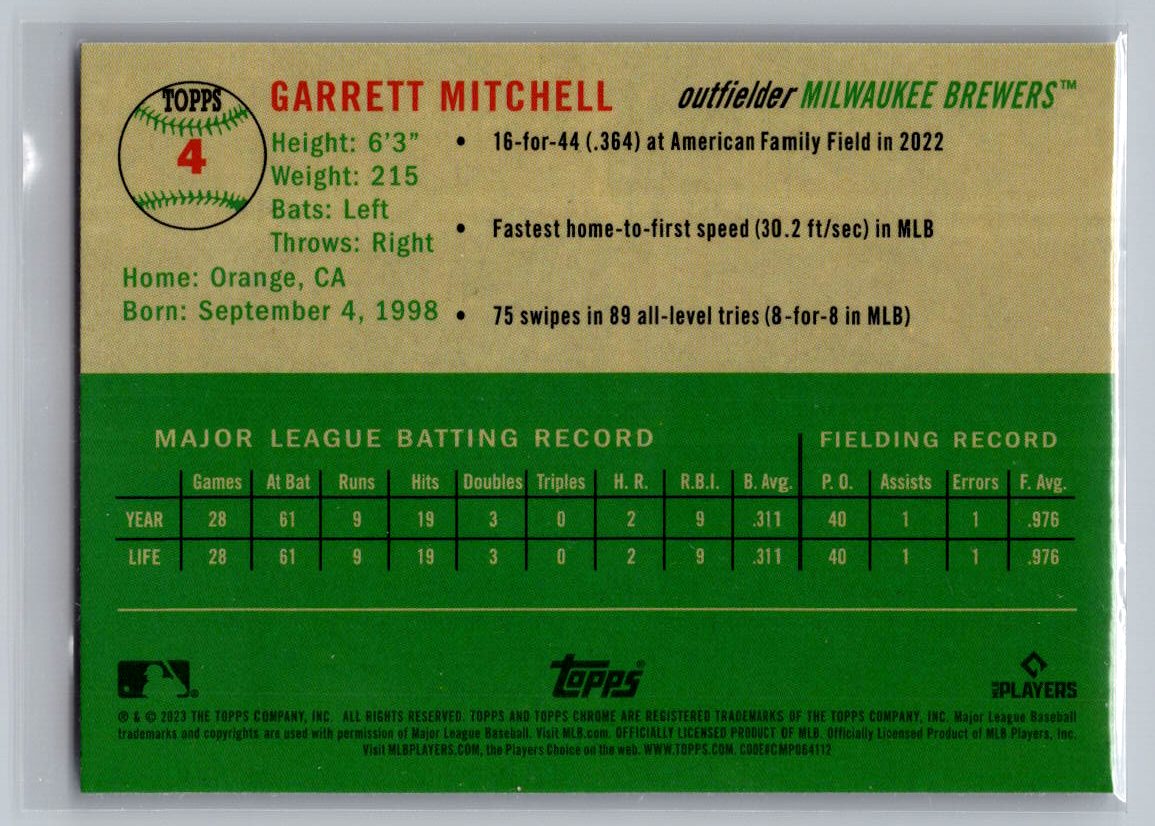 TOPPS
4
GARRETT MITCHELL
outfielder MILWAUKEE BREWERS™
Height: 6'3"
Weight: 215
Bats: Left
Throws: Right
Home: Orange, CA
Born: September 4, 1998
• 16-for-44 (.364) at American Family Field in 2022
• Fastest home-to-first speed (30.2 ft/sec) in MLB
• 75 swipes in 89 all-level tries (8-for-8 in MLB)
MAJOR LEAGUE BATTING RECORD FIELDING RECORD
Games At Bat Runs Hits Doubles Triples H. R. R.B.I. B. Avg. P. O. Assists Errors F. Avg.
YEAR 28 61 9 19 3 0 2 9 .311 40 1 1 .976
LIFE 28 61 9 19 3 0 2 9 .311 40 1 1 .976
Topps®
PLAYERS
® & © 2023 THE TOPPS COMPANY, INC. ALL RIGHTS RESERVED. TOPPS AND TOPPS CHROME ARE REGISTERED TRADEMARKS OF THE TOPPS COMPANY, INC. Major League Baseball
trademarks and copyrights are used with permission of Major League Baseball. Visit MLB.com. OFFICIALLY LICENSED PRODUCT OF MLB. Officially Licensed Product of MLB Players, Inc.
Visit MLBPLAYERS.COM, the Players Choice on the web. WWW.TOPPS.COM. CODE#CMP064112